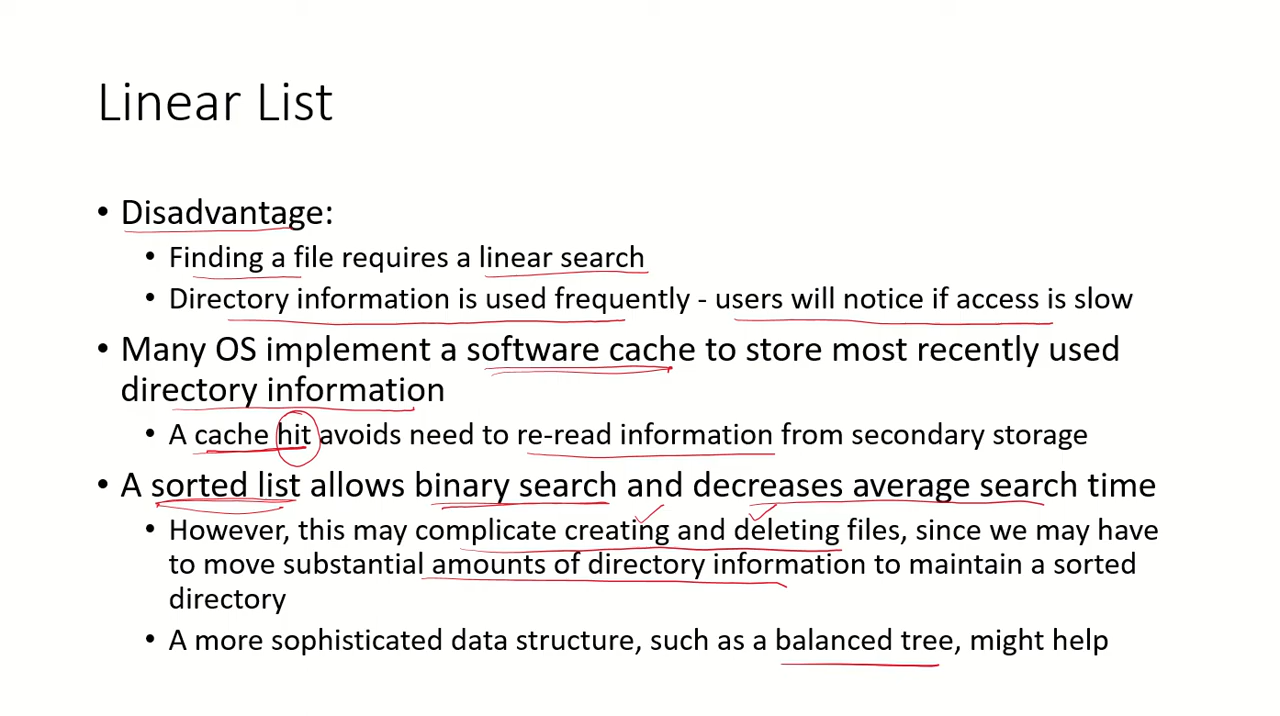 Linear List
• Disadvantage:
• Finding a file requires a linear search
• Directory information is used frequently - users will notice if access is slow
• Many OS implement a software cache to store most recently used
directory information
• A cache hit avoids need to re-read information from secondary storage
• A sorted list allows binary search and decreases average search time
• However, this may complicate creating and deleting files, since we may have
to move substantial amounts of directory information to maintain a sorted
directory
• A more sophisticated data structure, such as a balanced tree, might help